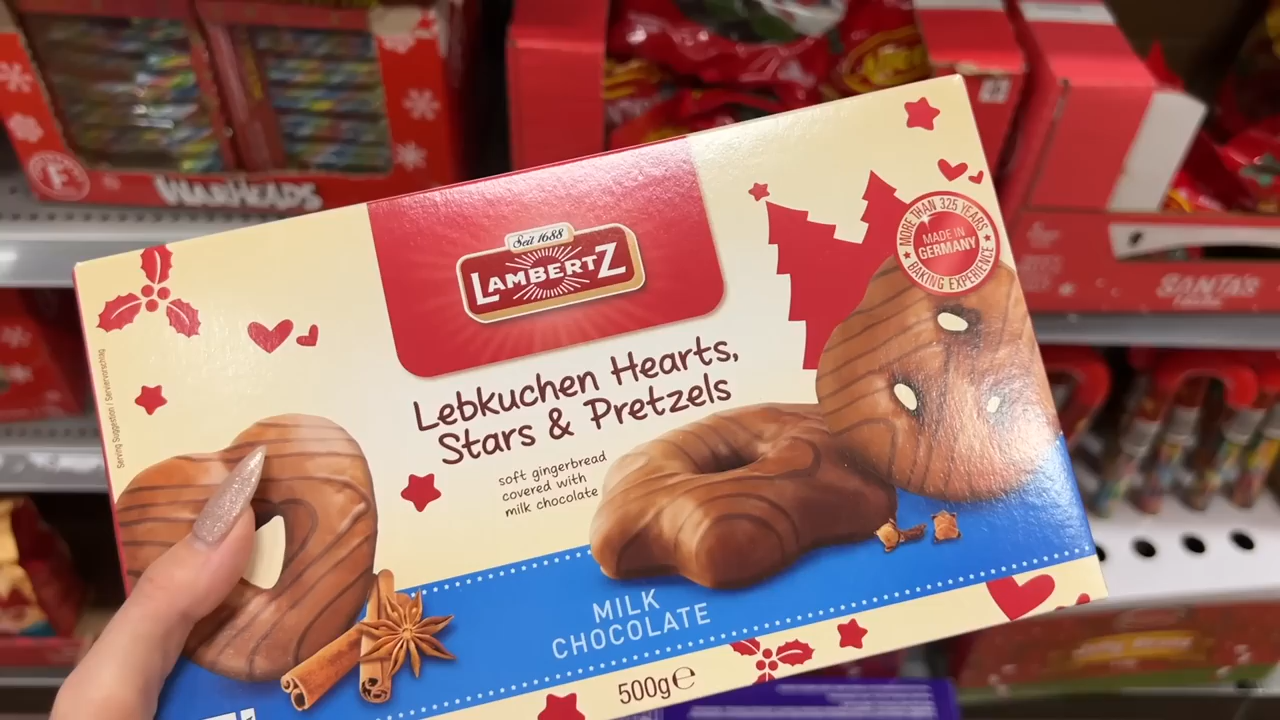 WARHEADS
Seit 1688
LAMBERTZ
MORE THAN 325 YEARS
MADE IN
GERMANY
BAKING EXPERIENCE
SANTA'S
Lebkuchen Hearts,
Stars & Pretzels
soft gingerbread
covered with
milk chocolate
Serving Suggestion / Serviervorschlag
MILK
CHOCOLATE
500g℮